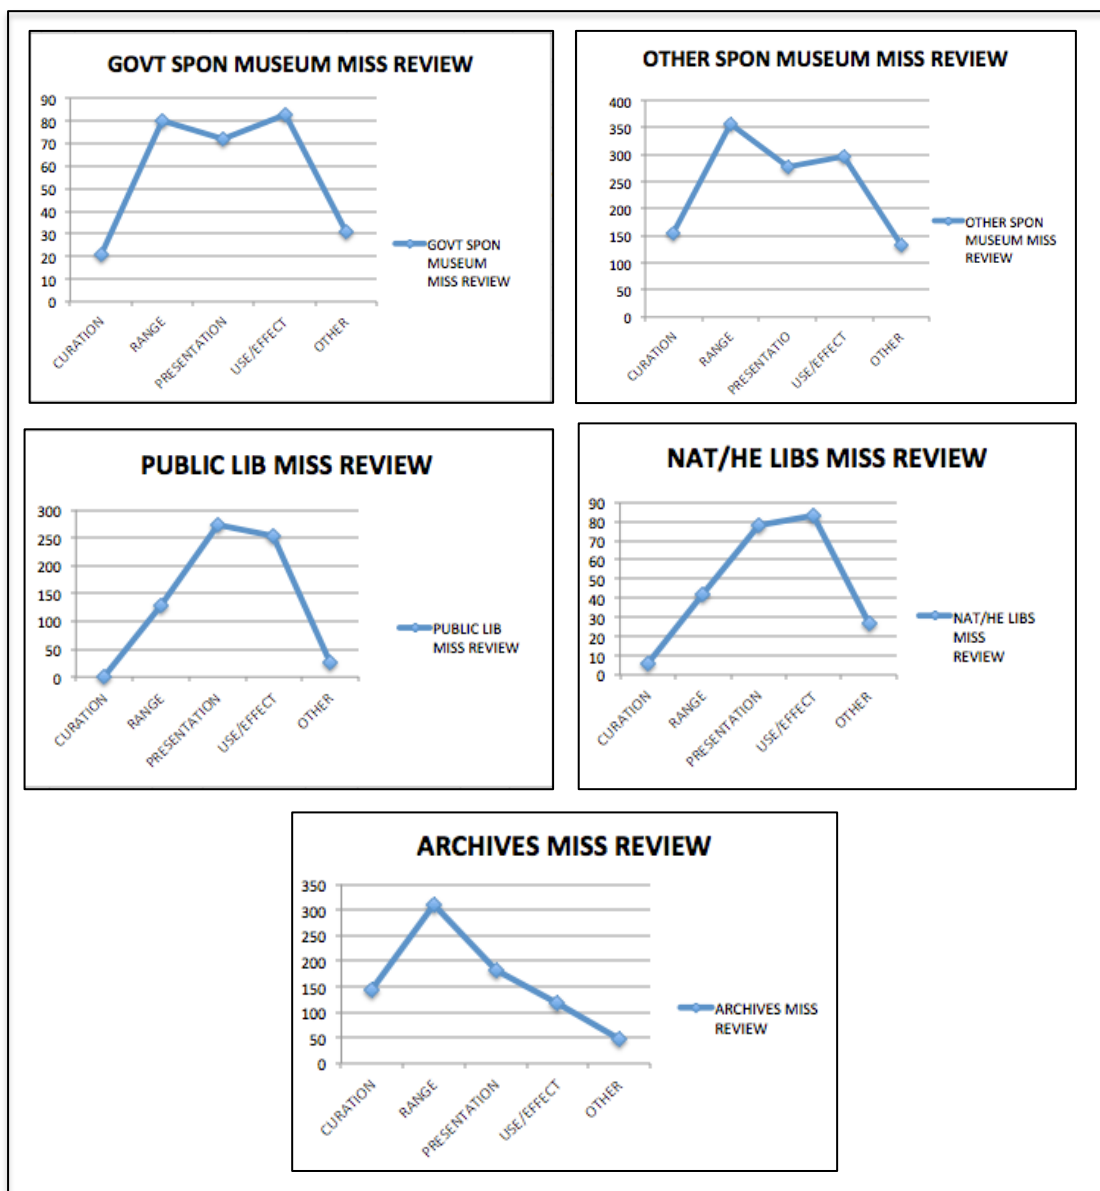 GOVT SPON MUSEUM MISS REVIEW
90
80
70
60
50
40
30
20
10
0
CURATION
RANGE
PRESENTATION
USE/EFFECT
OTHER
GOVT SPON
MUSEUM
MISS REVIEW
OTHER SPON MUSEUM MISS REVIEW
400
350
300
250
200
150
100
50
0
CURATION
RANGE
PRESENTATIO
USE/EFFECT
OTHER
OTHER SPON
MUSEUM MISS
REVIEW
PUBLIC LIB MISS REVIEW
300
250
200
150
100
50
0
CURATION
RANGE
PRESENTATION
USE/EFFECT
OTHER
PUBLIC LIB
MISS REVIEW
NAT/HE LIBS MISS REVIEW
90
80
70
60
50
40
30
20
10
0
CURATION
RANGE
PRESENTATION
USE/EFFECT
OTHER
NAT/HE LIBS
MISS
REVIEW
ARCHIVES MISS REVIEW
350
300
250
200
150
100
50
0
CURATION
RANGE
PRESENTATION
USE/EFFECT
OTHER
ARCHIVES MISS
REVIEW